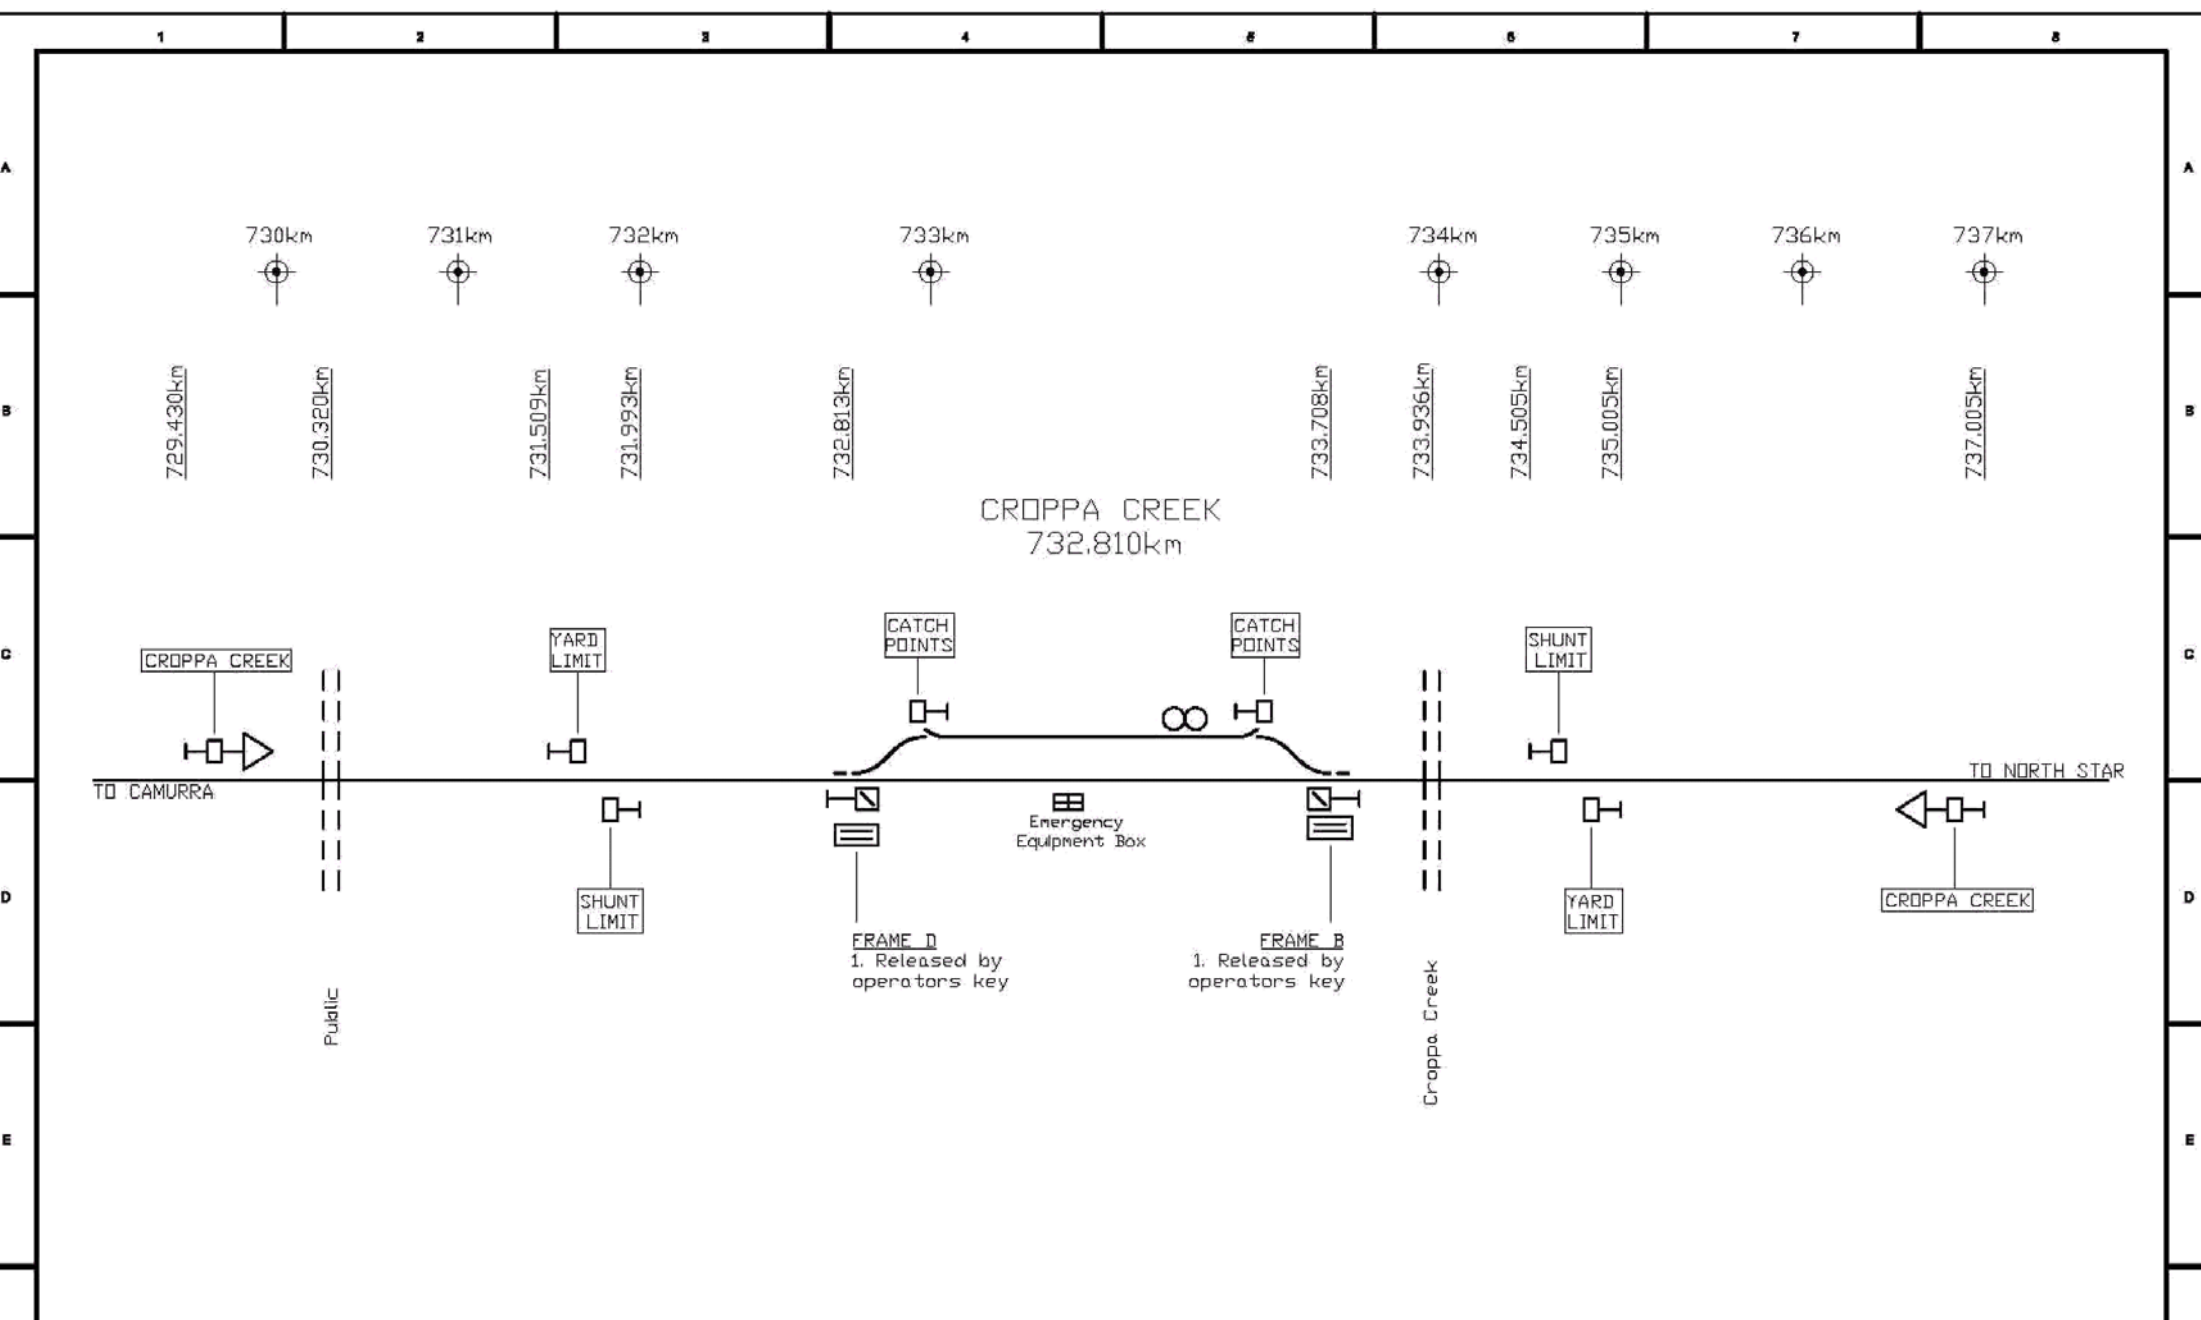 1 2 3 4 5 6 7 8
A A
730km 731km 732km 733km 734km 735km 736km 737km
B B
729.430km
730.320km
731.509km
731.993km
732.813km
733.708km
733.936km
734.505km
735.005km
737.005km
CROPPA CREEK
732.810km
C C
CROPPA CREEK
YARD
LIMIT
CATCH
POINTS
CATCH
POINTS
SHUNT
LIMIT
TO CAMURRA
TO NORTH STAR
Emergency
Equipment Box
D D
SHUNT
LIMIT
YARD
LIMIT
CROPPA CREEK
FRAME D
1. Released by
operators key
FRAME B
1. Released by
operators key
Public
Croppa Creek
E E